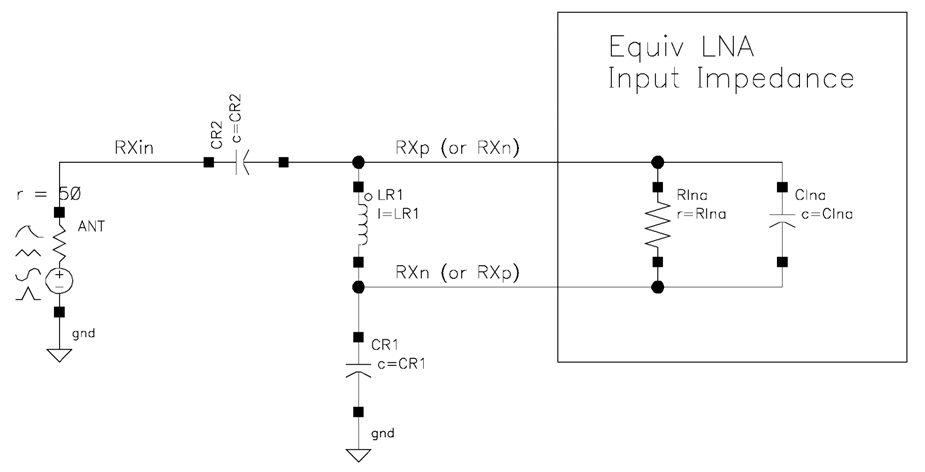 Equiv LNA
Input Impedance
CR2
c=CR2
RXin
RXp (or RXn)
r = 50
ANT
LR1
l=LR1
Rlna
r=Rlna
Clna
c=Clna
RXn (or RXp)
gnd
CR1
c=CR1
gnd